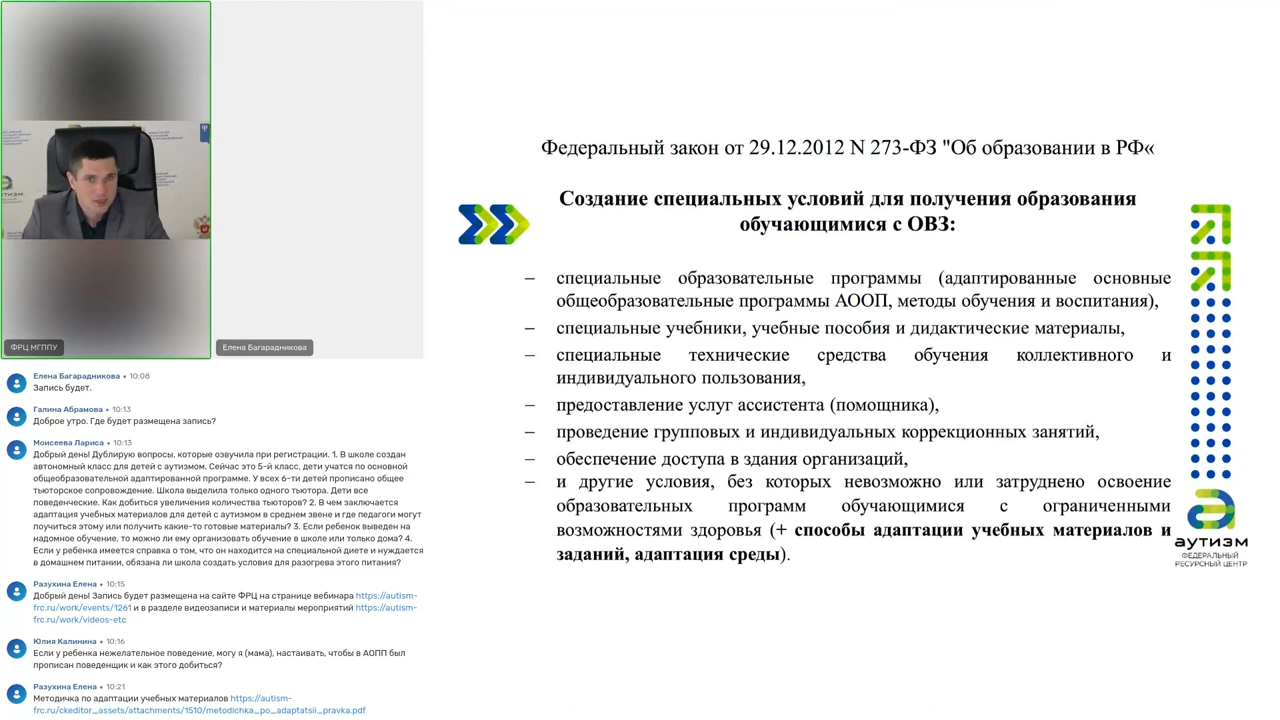 ФРЦ МГППУ
Елена Багарадникова
Елена Багарадникова • 10:08
Запись будет.
Галина Абрамова • 10:13
Доброе утро. Где будет размещена запись?
Моисеева Лариса • 10:13
Добрый день! Дублирую вопросы, которые озвучила при регистрации. 1. В школе создан
автономный класс для детей с аутизмом. Сейчас это 5-й класс, дети учатся по основной
общеобразовательной адаптированной программе. У всех 6-ти детей прописано общее
тьюторское сопровождение. Школа выделила только одного тьютора. Дети все
поведенческие. Как добиться увеличения количества тьюторов? 2. В чем заключается
адаптация учебных материалов для детей с аутизмом в среднем звене и где педагоги могут
поучиться этому или получить какие-то готовые материалы? 3. Если ребенок выведен на
надомное обучение, то можно ли ему организовать обучение в школе или только дома? 4.
Если у ребенка имеется справка о том, что он находится на специальной диете и нуждается
в домашнем питании, обязана ли школа создать условия для разогрева этого питания?
Разухина Елена • 10:15
Добрый день! Запись будет размещена на сайте ФРЦ на странице вебинара https://autism-
frc.ru/work/events/1261 и в разделе видеозаписи и материалы мероприятий https://autism-
frc.ru/work/videos-etc
Юлия Калинина • 10:16
Если у ребенка нежелательное поведение, могу я (мама), настаивать, чтобы в АОПП был
прописан поведенщик и как этого добиться?
Разухина Елена • 10:21
Методичка по адаптации учебных материалов https://autism-
frc.ru/ckeditor_assets/attachments/1510/metodichka_po_adaptatsii_pravka.pdf
Федеральный закон от 29.12.2012 N 273-ФЗ "Об образовании в РФ«
Создание специальных условий для получения образования
обучающимися с ОВЗ:
– специальные образовательные программы (адаптированные основные
общеобразовательные программы АООП, методы обучения и воспитания),
– специальные учебники, учебные пособия и дидактические материалы,
– специальные технические средства обучения коллективного и
индивидуального пользования,
– предоставление услуг ассистента (помощника),
– проведение групповых и индивидуальных коррекционных занятий,
– обеспечение доступа в здания организаций,
– и другие условия, без которых невозможно или затруднено освоение
образовательных программ обучающимися с ограниченными
возможностями здоровья (+ способы адаптации учебных материалов и
заданий, адаптация среды).
аутизм
ФЕДЕРАЛЬНЫЙ
РЕСУРСНЫЙ ЦЕНТР